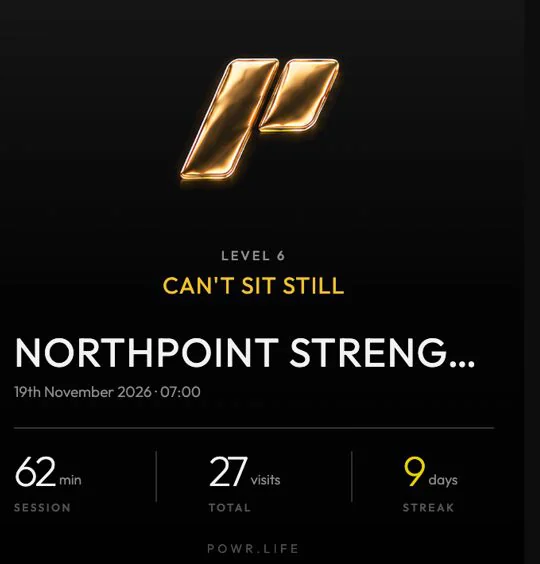 LEVEL 6
CAN'T SIT STILL
NORTHPOINT STRENG...
19th November 2026 · 07:00
62 min 27 visits 9 days
SESSION TOTAL STREAK
POWR.LIFE